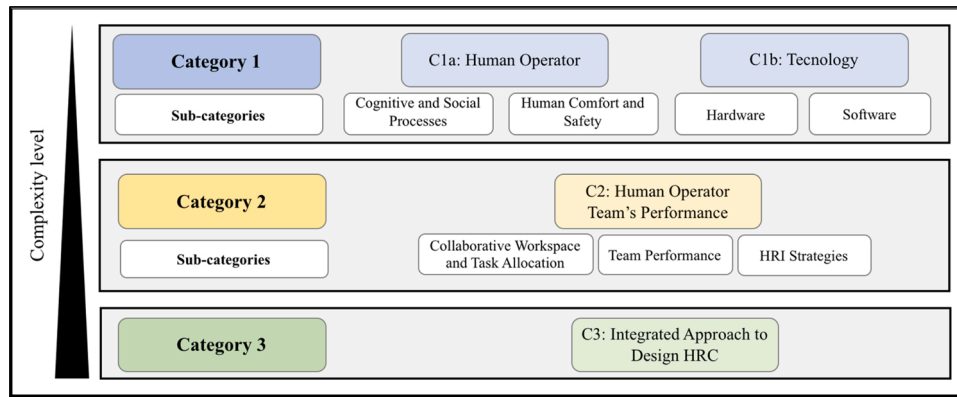 Complexity level
Category 1
C1a: Human Operator
C1b: Tecnology
Sub-categories
Cognitive and Social
Processes
Human Comfort and
Safety
Hardware
Software
Category 2
C2: Human Operator
Team's Performance
Sub-categories
Collaborative Workspace
and Task Allocation
Team Performance
HRI Strategies
Category 3
C3: Integrated Approach to
Design HRC